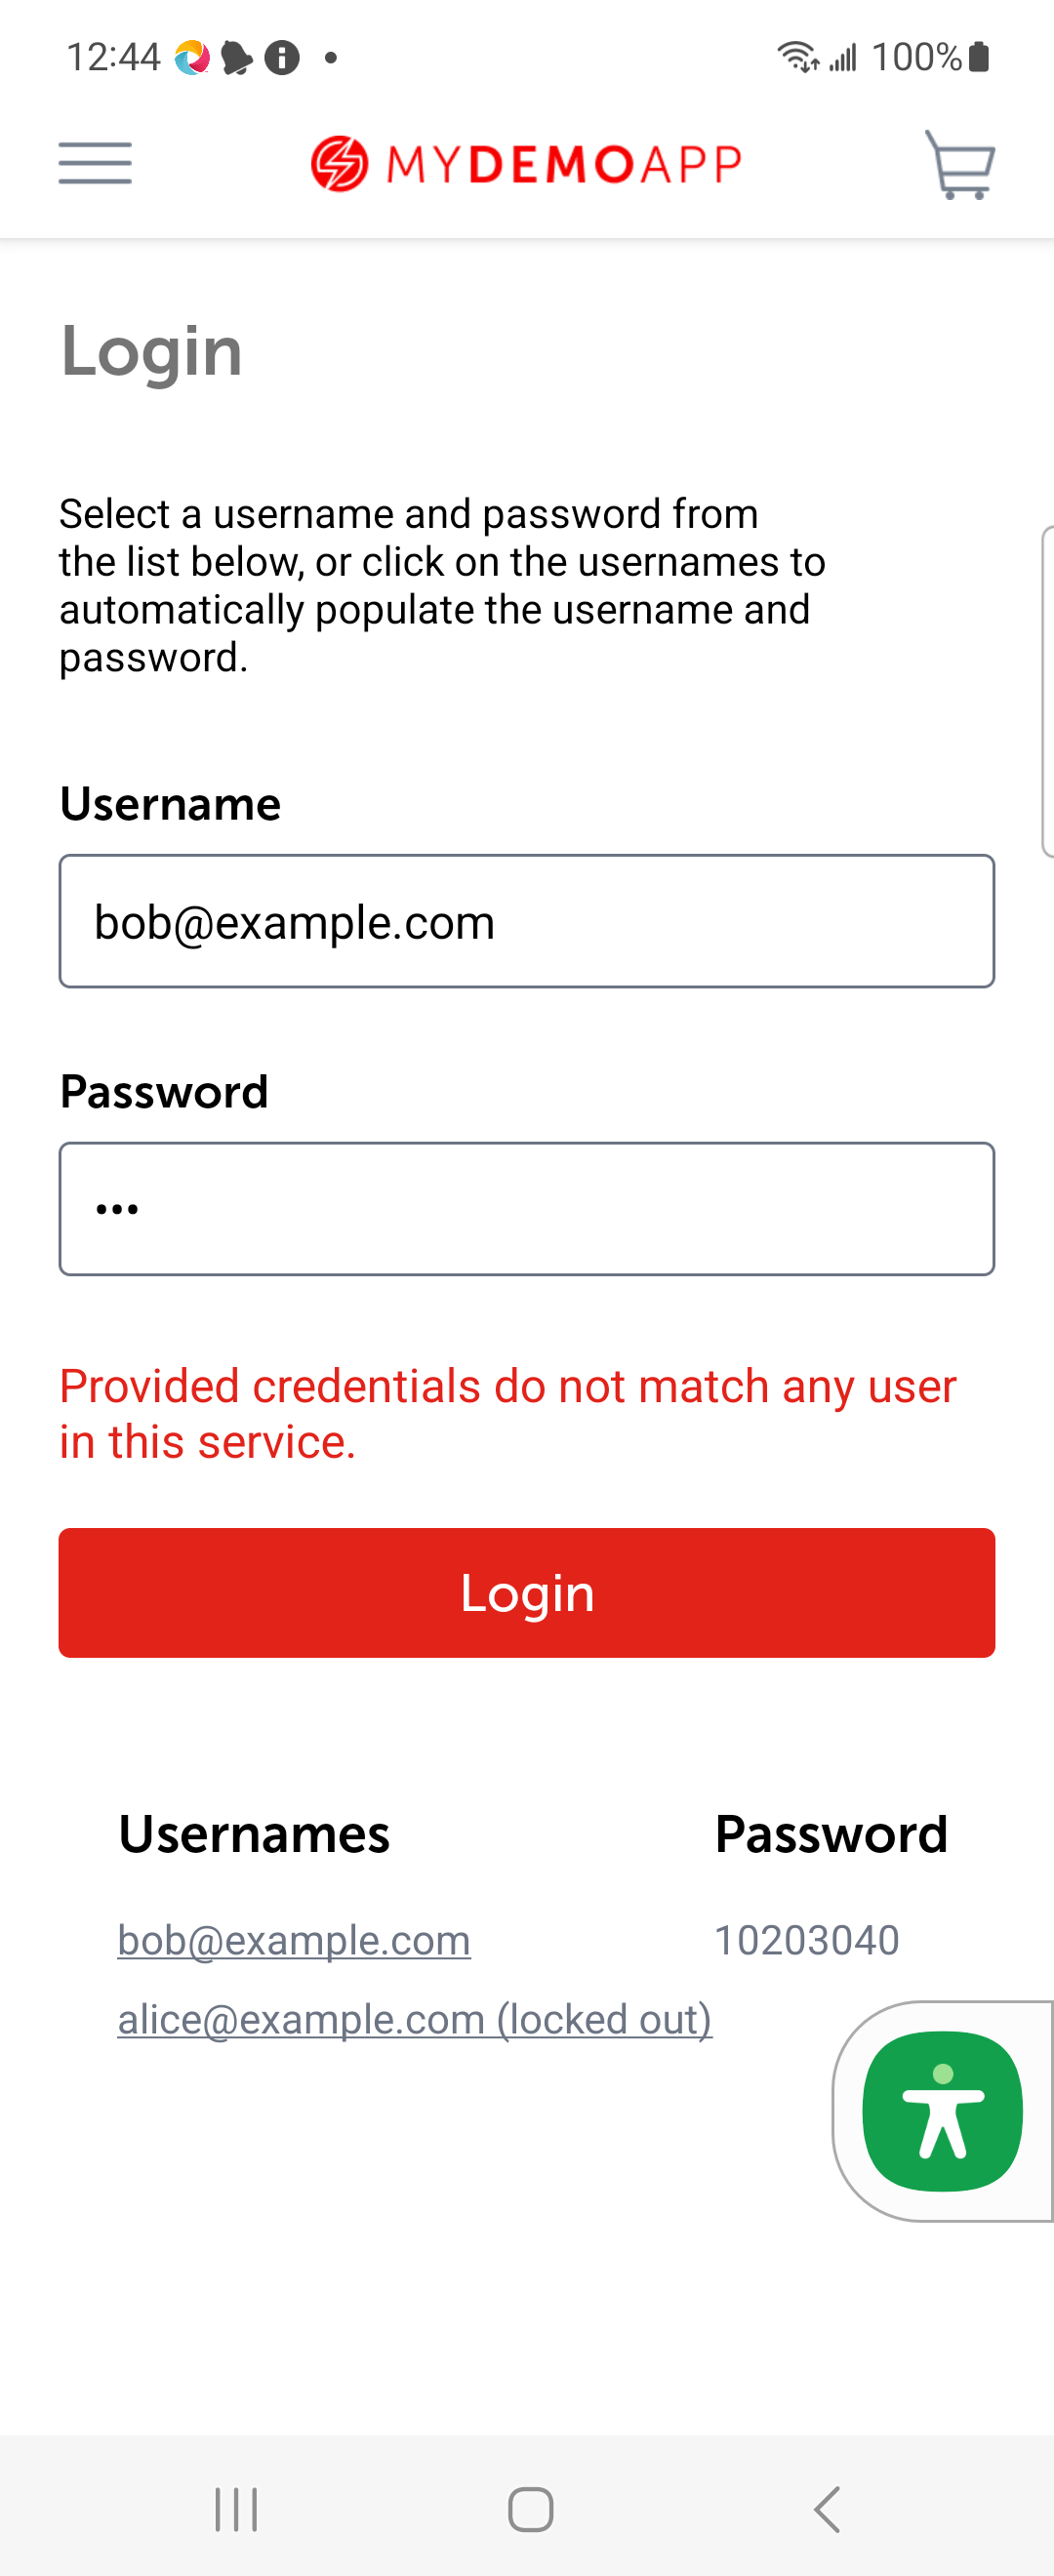 12:44
100%
MYDEMOAPP
Login
Select a username and password from
the list below, or click on the usernames to
automatically populate the username and
password.
Username
bob@example.com
Password
•••
Provided credentials do not match any user
in this service.
Login
Usernames Password
bob@example.com 10203040
alice@example.com (locked out)